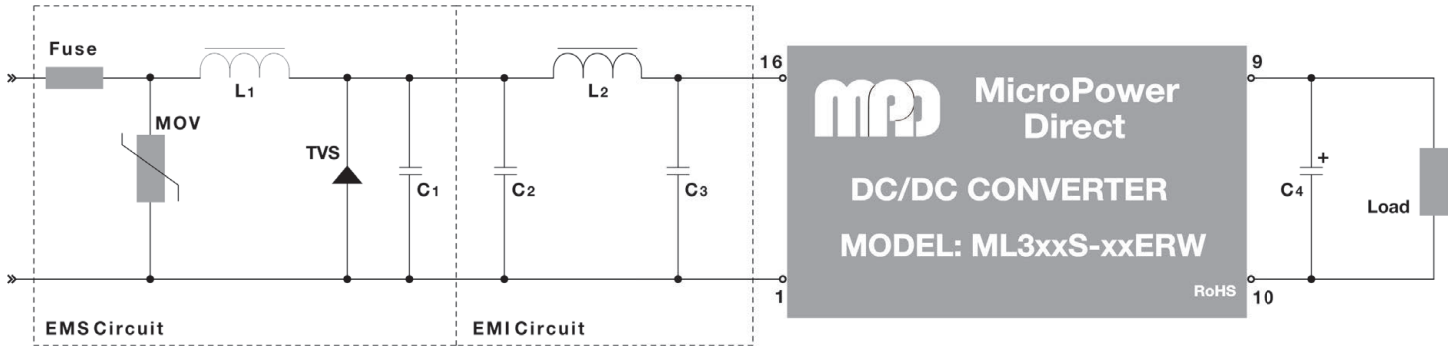 Fuse
L1
MOV
TVS
C1
EMS Circuit
C2
L2
C3
EMI Circuit
16
1
MPD
MicroPower
Direct
DC/DC CONVERTER
MODEL: ML3xxS-xxERW
RoHS
9
10
+
C4
Load